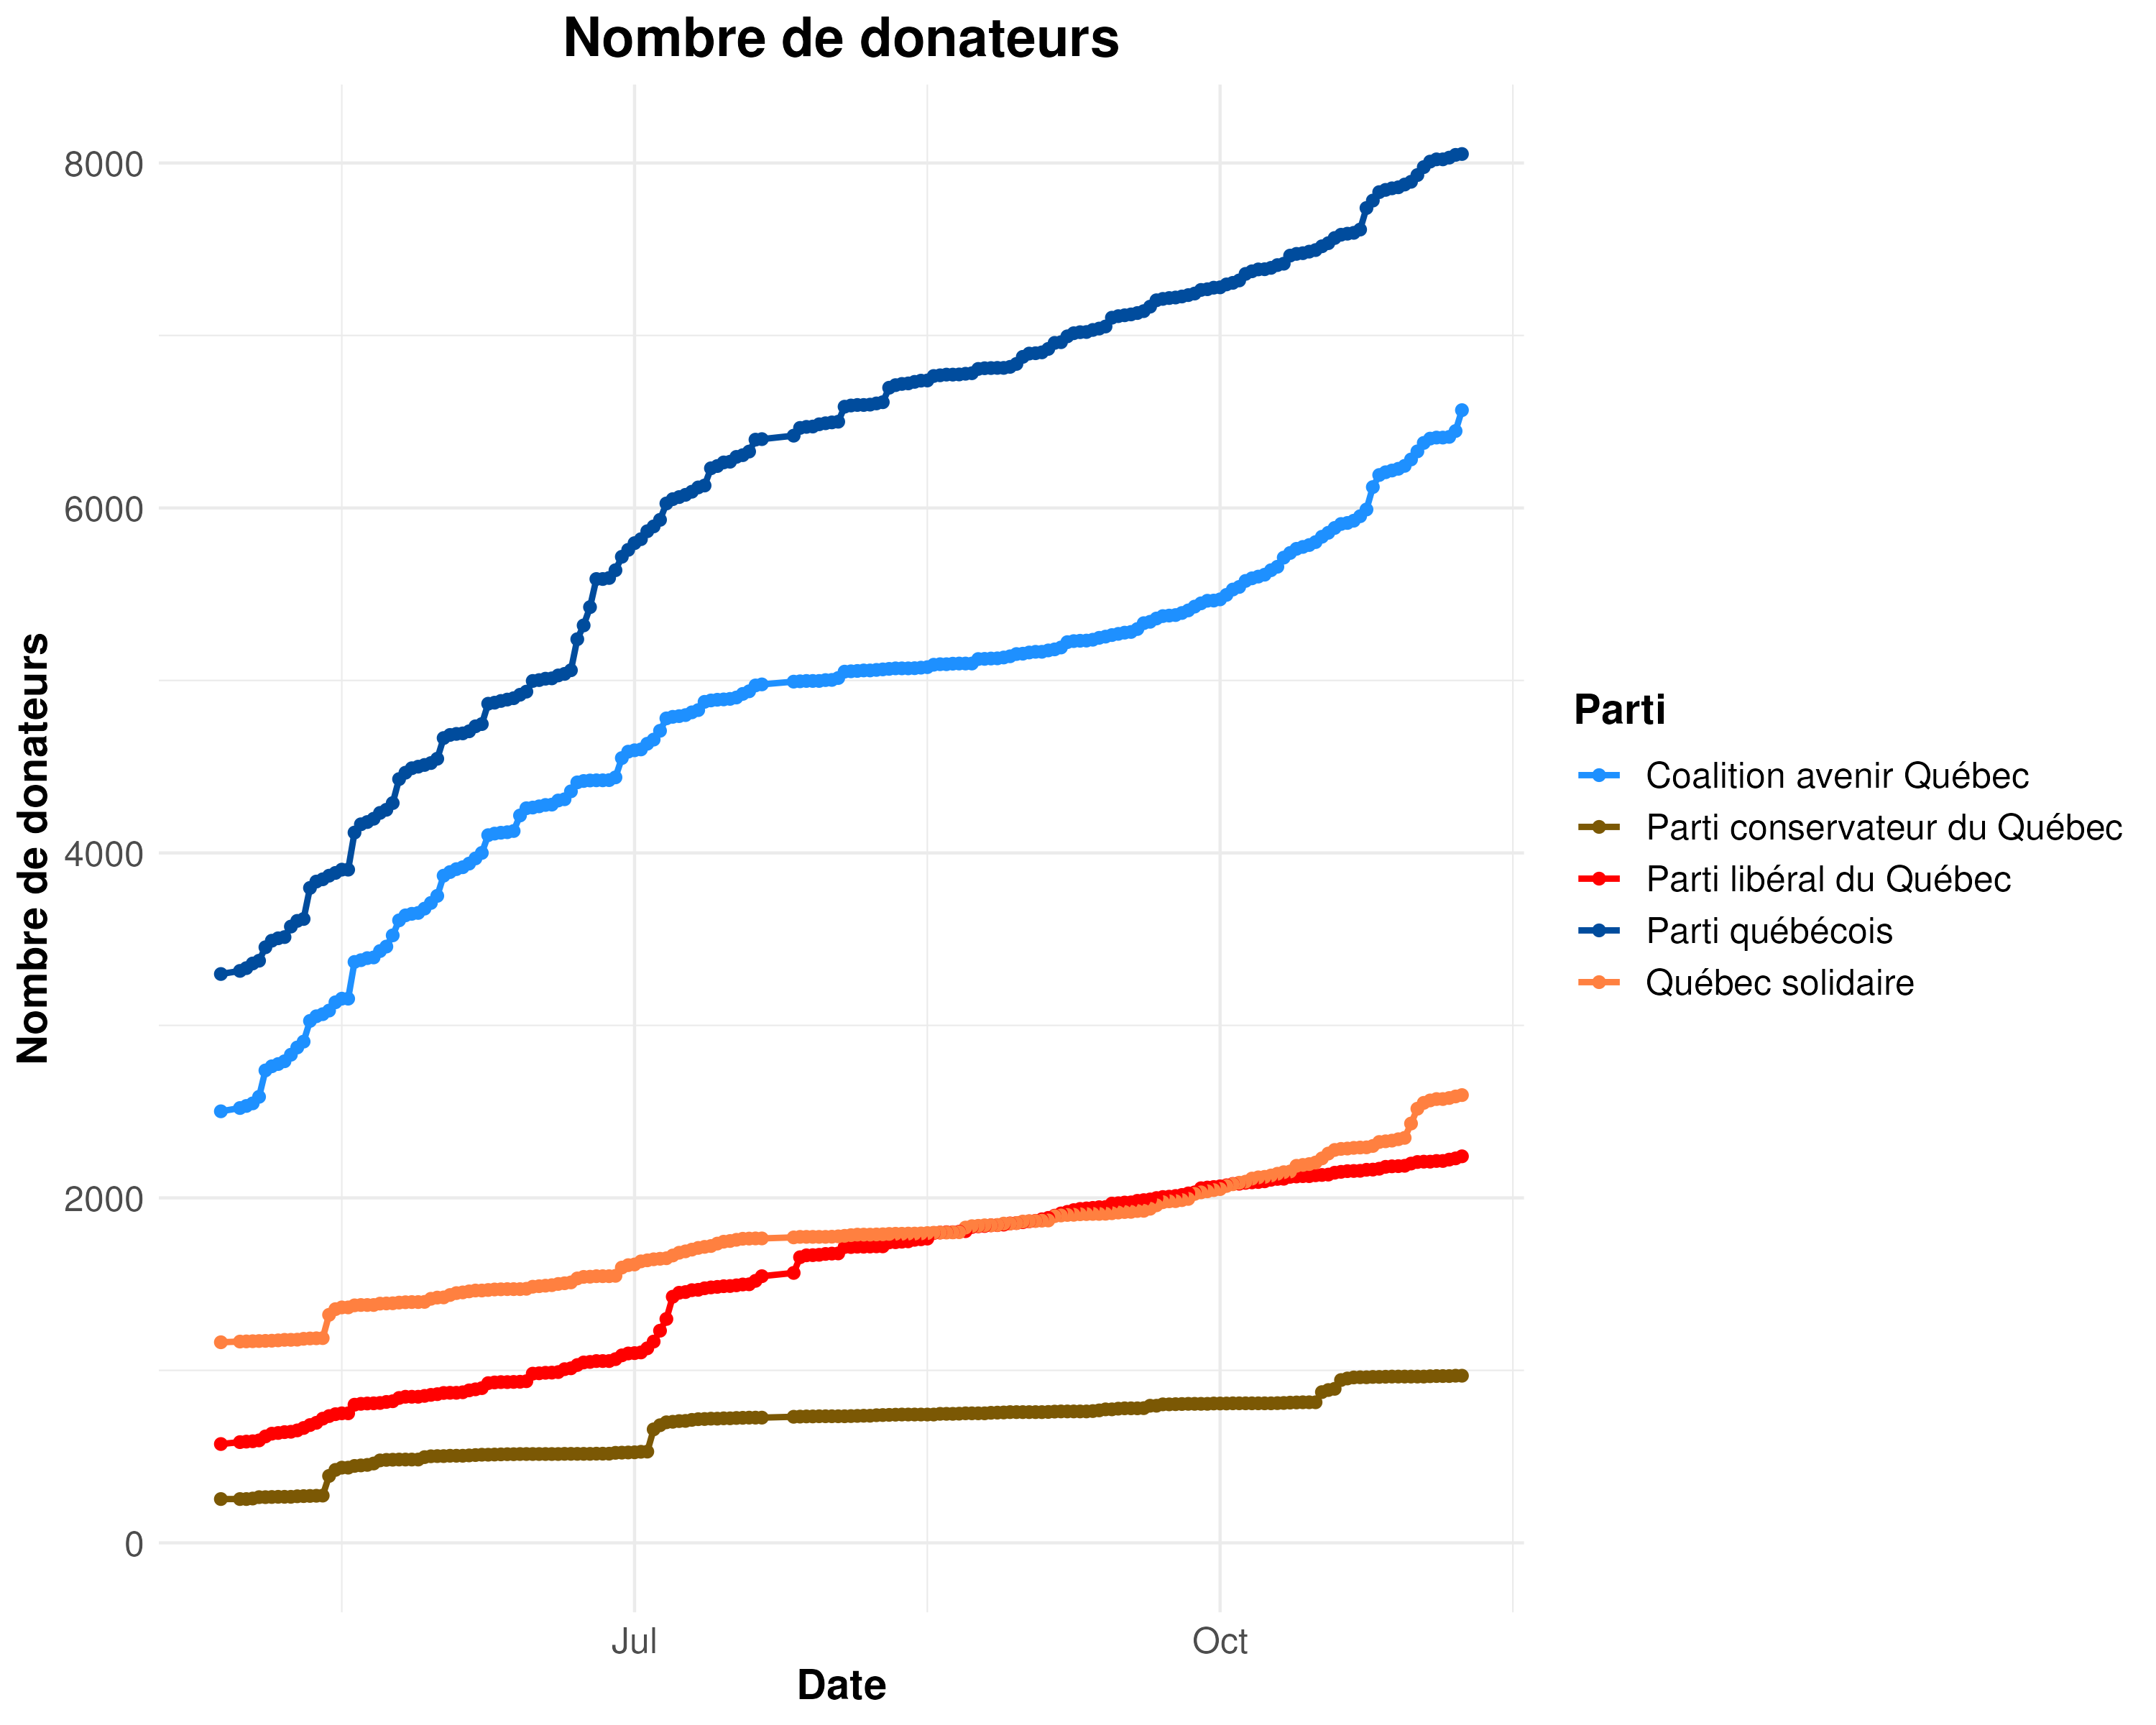 Nombre de donateurs
Nombre de donateurs
8000
6000
4000
2000
0
Jul
Oct
Date
Parti
Coalition avenir Québec
Parti conservateur du Québec
Parti libéral du Québec
Parti québécois
Québec solidaire